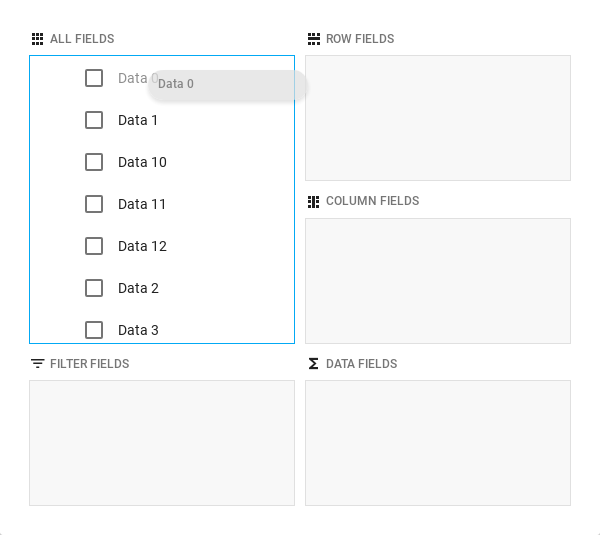 ALL FIELDS
Data 0
Data 0
Data 1
Data 10
Data 11
Data 12
Data 2
Data 3
ROW FIELDS
COLUMN FIELDS
FILTER FIELDS
DATA FIELDS